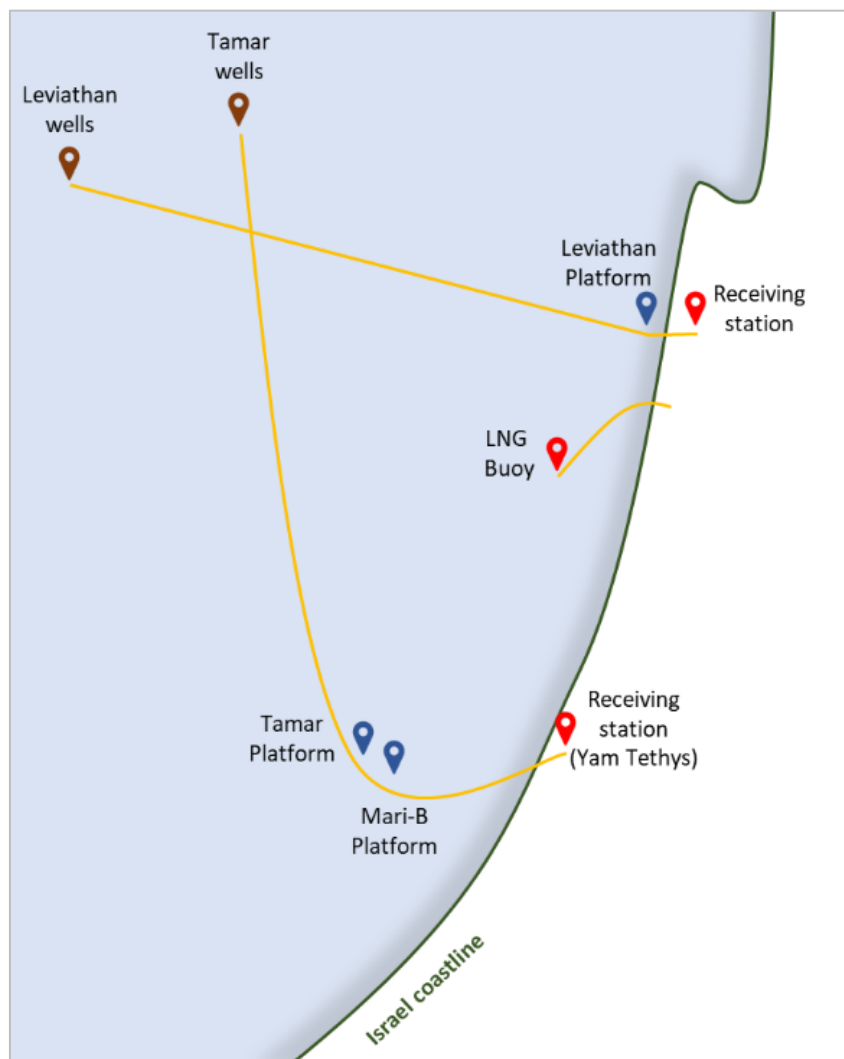 Tamar
wells
Leviathan
wells
Leviathan
Platform
Receiving
station
LNG
Buoy
Receiving
station
(Yam Tethys)
Tamar
Platform
Mari-B
Platform
Israel coastline